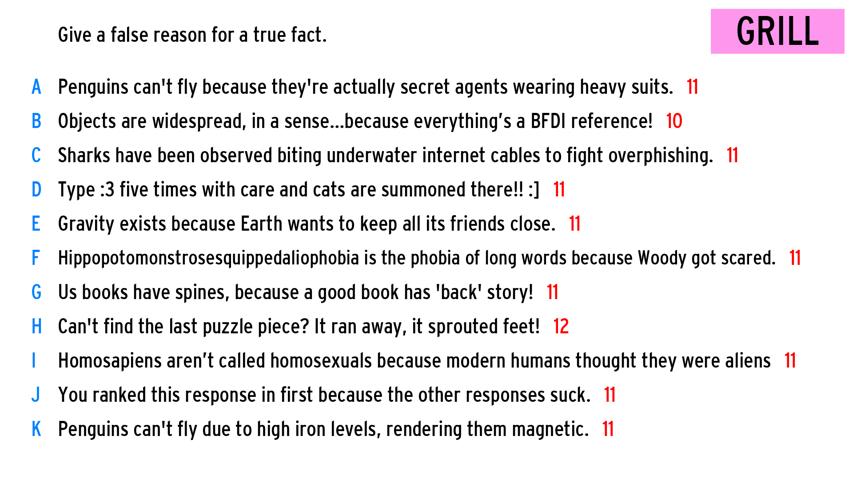 Give a false reason for a true fact.
GRILL
A Penguins can't fly because they're actually secret agents wearing heavy suits. 11
B Objects are widespread, in a sense...because everything's a BFDI reference! 10
C Sharks have been observed biting underwater internet cables to fight overphishing. 11
D Type :3 five times with care and cats are summoned there!! :] 11
E Gravity exists because Earth wants to keep all its friends close. 11
F Hippopotomonstrosesquippedaliophobia is the phobia of long words because Woody got scared. 11
G Us books have spines, because a good book has 'back' story! 11
H Can't find the last puzzle piece? It ran away, it sprouted feet! 12
I Homosapiens aren’t called homosexuals because modern humans thought they were aliens 11
J You ranked this response in first because the other responses suck. 11
K Penguins can't fly due to high iron levels, rendering them magnetic. 11